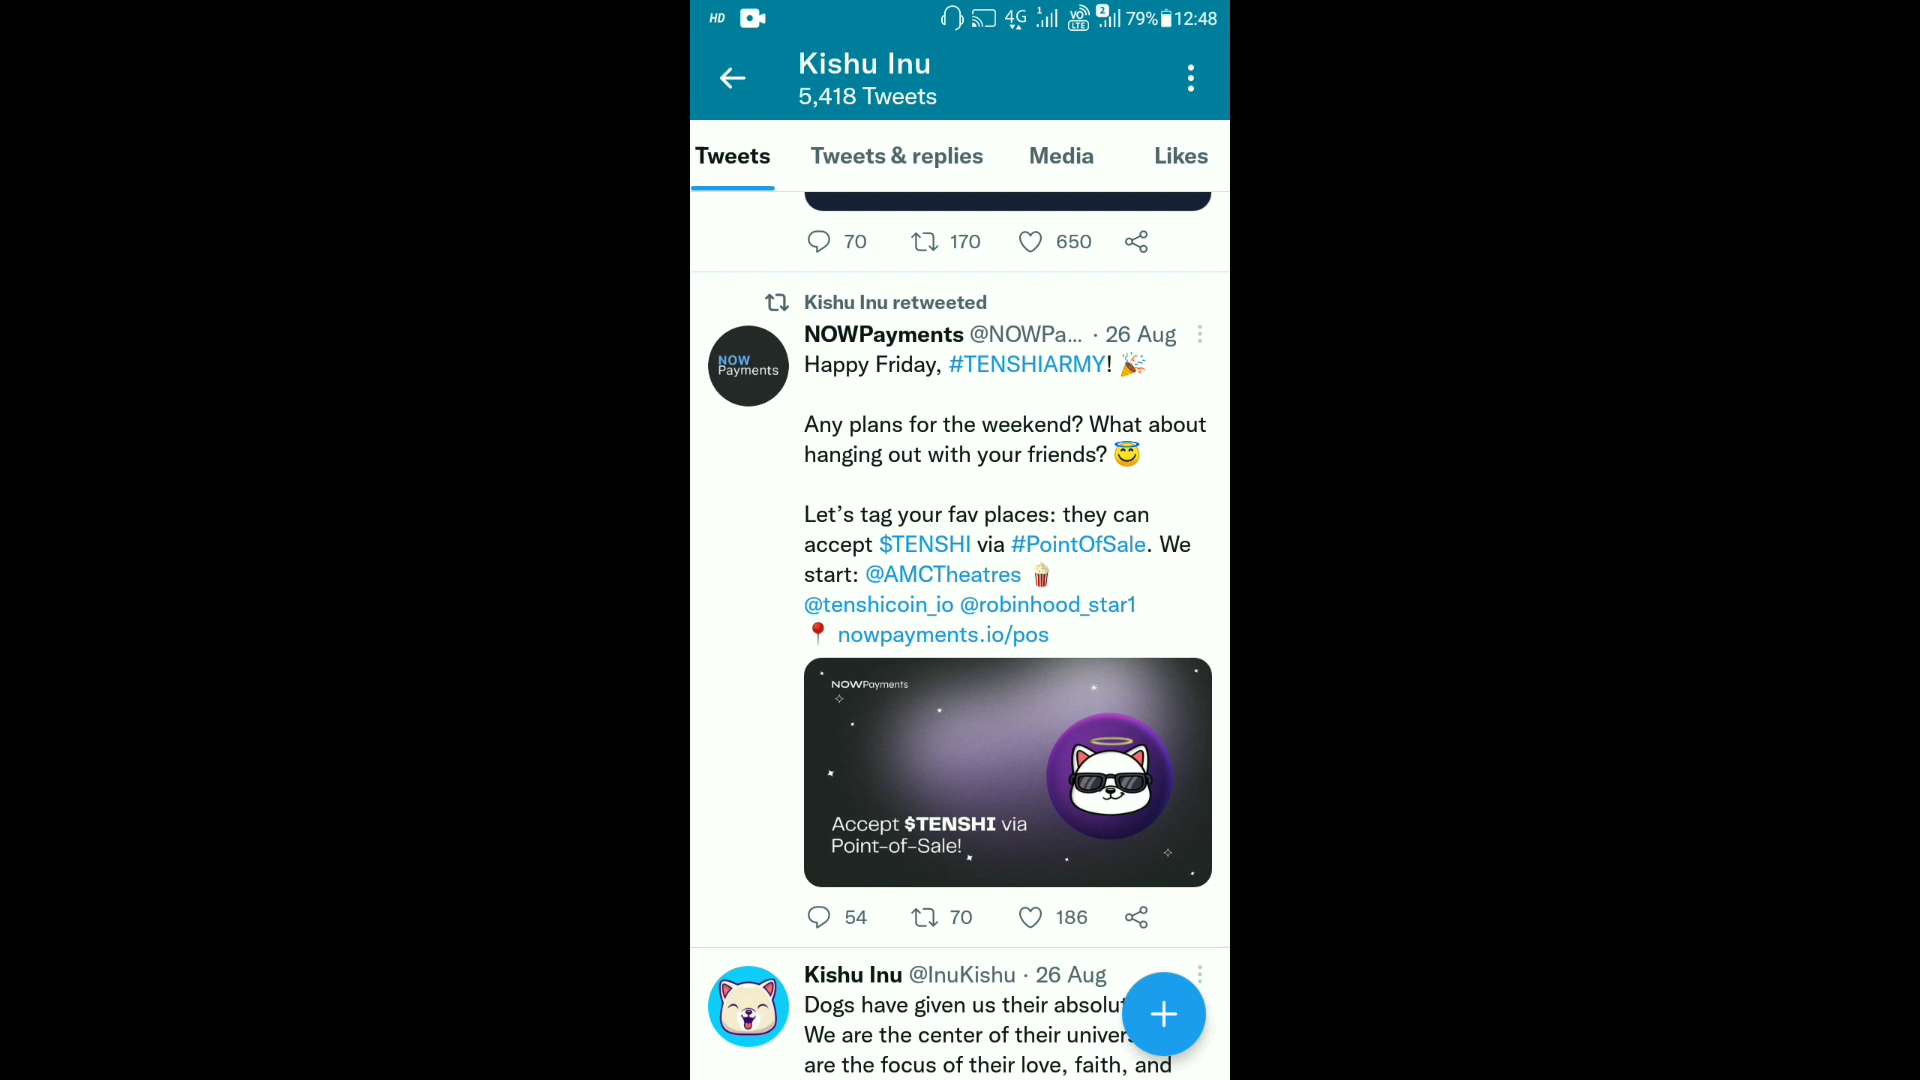 HD 4G 1 VO LTE 2 79% 12:48
Kishu Inu
5,418 Tweets
Tweets Tweets & replies Media Likes
70 170 650
Kishu Inu retweeted
NOWPayments @NOWPa... · 26 Aug
NOW
Payments
Happy Friday, #TENSHIARMY! 🎉
Any plans for the weekend? What about
hanging out with your friends? 😇
Let’s tag your fav places: they can
accept $TENSHI via #PointOfSale. We
start: @AMCTheatres 🍿
@tenshicoin_io @robinhood_star1
📍 nowpayments.io/pos
NOWPayments
Accept $TENSHI via
Point-of-Sale!
54 70 186
Kishu Inu @InuKishu · 26 Aug
Dogs have given us their
We are the center of their
are the focus of their love, faith, and